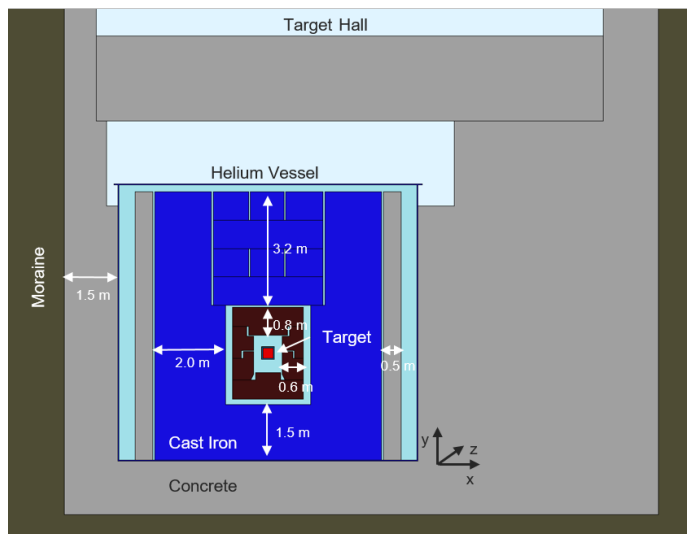 Target Hall
Helium Vessel
3.2 m
Moraine
1.5 m
0.8 m
Target
2.0 m
0.5 m
0.6 m
1.5 m
Cast Iron
y
z
x
Concrete